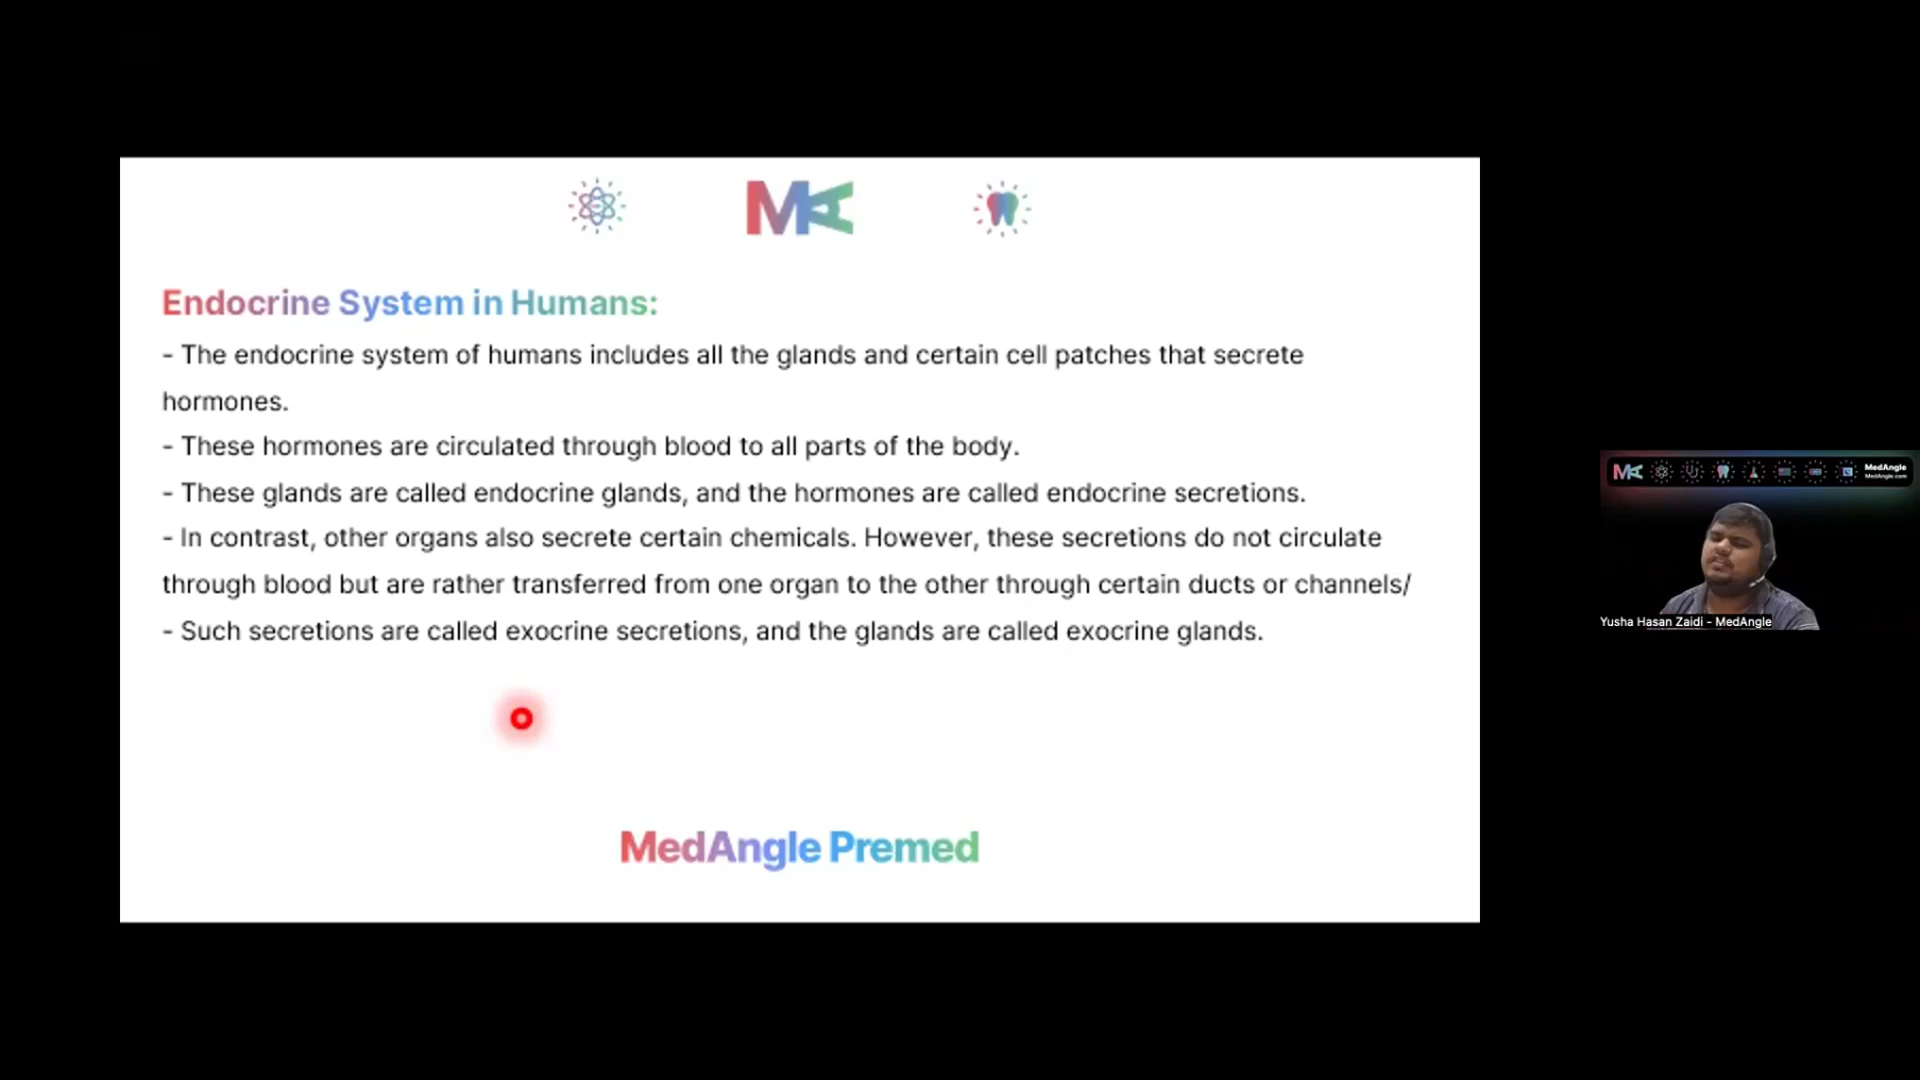 MA
Endocrine System in Humans:
- The endocrine system of humans includes all the glands and certain cell patches that secrete
hormones.
- These hormones are circulated through blood to all parts of the body.
- These glands are called endocrine glands, and the hormones are called endocrine secretions.
- In contrast, other organs also secrete certain chemicals. However, these secretions do not circulate
through blood but are rather transferred from one organ to the other through certain ducts or channels/
- Such secretions are called exocrine secretions, and the glands are called exocrine glands.
MedAngle Premed
MA
MedAngle
MedAngle.com
Yusha Hasan Zaidi - MedAngle